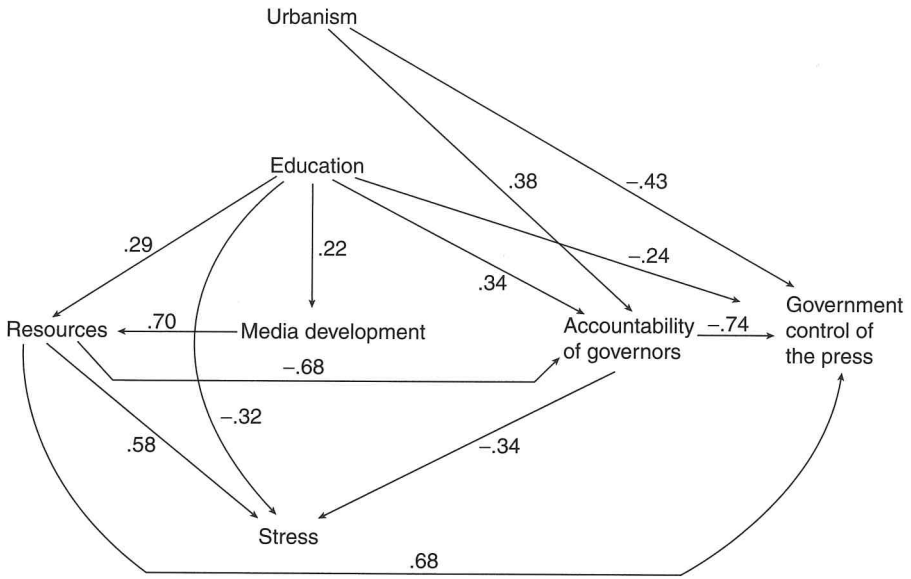 Urbanism
Education
.38
–.43
.29
.22
–.24
.34
Resources
.70
Media development
Accountability
of governors
–.74
Government
control of
the press
–.68
–.32
.58
–.34
Stress
.68